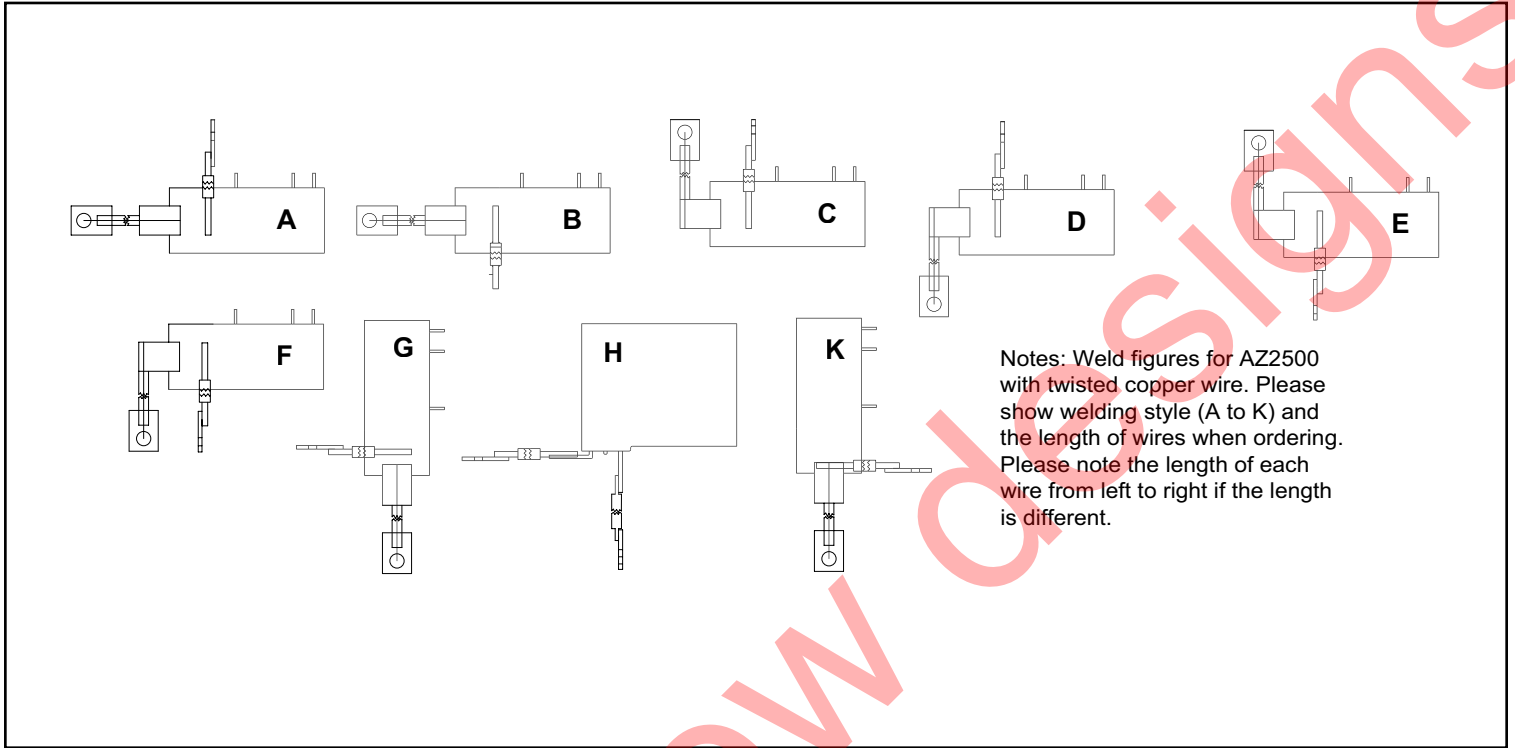 A
B
C
D
E
F
G
H
K
Notes: Weld figures for AZ2500
with twisted copper wire. Please
show welding style (A to K) and
the length of wires when ordering.
Please note the length of each
wire from left to right if the length
is different.
w designs